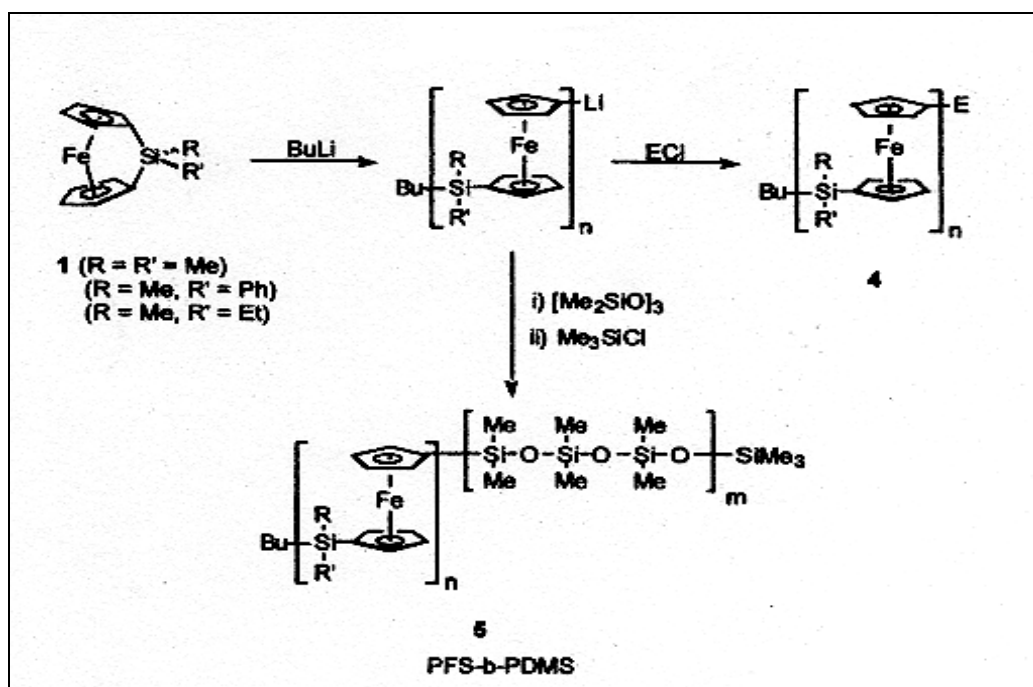 Fe Si R R' BuLi Bu R Si R' Fe Li n ECl Bu R Si R' Fe E n
1 (R = R' = Me)
(R = Me, R' = Ph)
(R = Me, R' = Et)
4
i) [Me₂SiO]₃
ii) Me₃SiCl
Me Me Me
Bu R Si R' Fe n Si O Si O Si O m SiMe₃
Me Me Me
5
PFS-b-PDMS